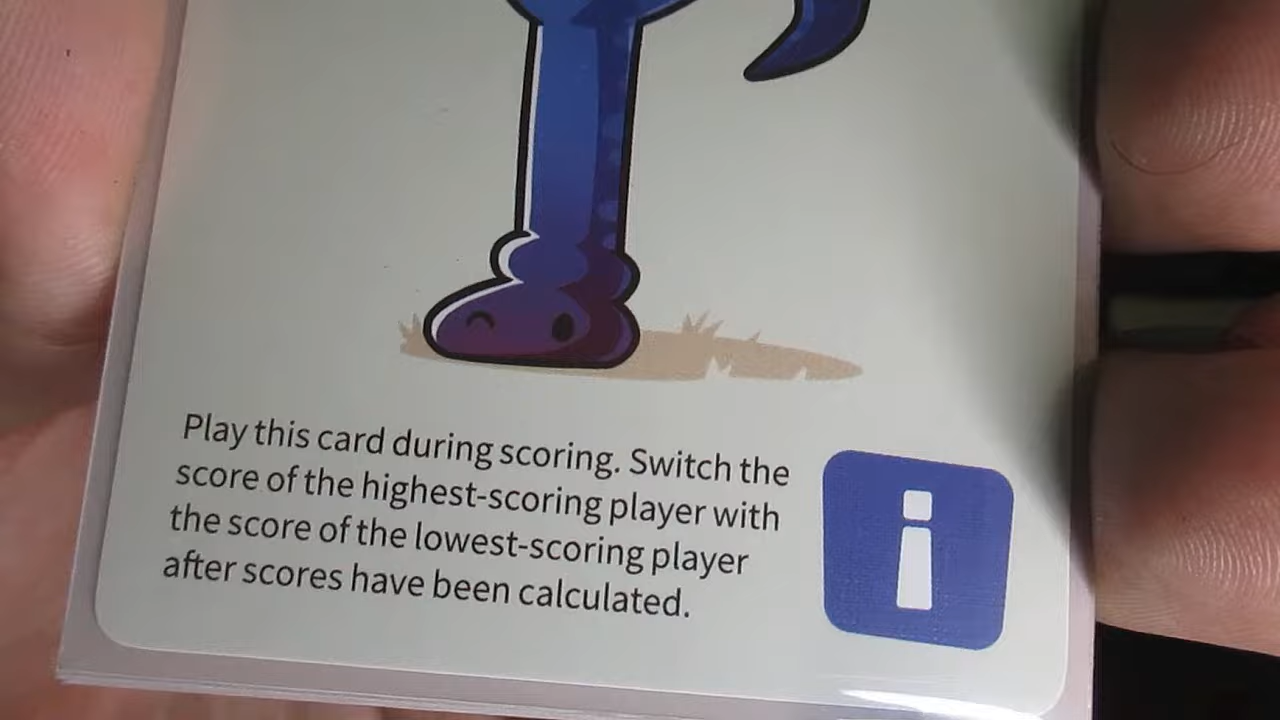 Play this card during scoring. Switch the
score of the highest-scoring player with
the score of the lowest-scoring player
after scores have been calculated.
i